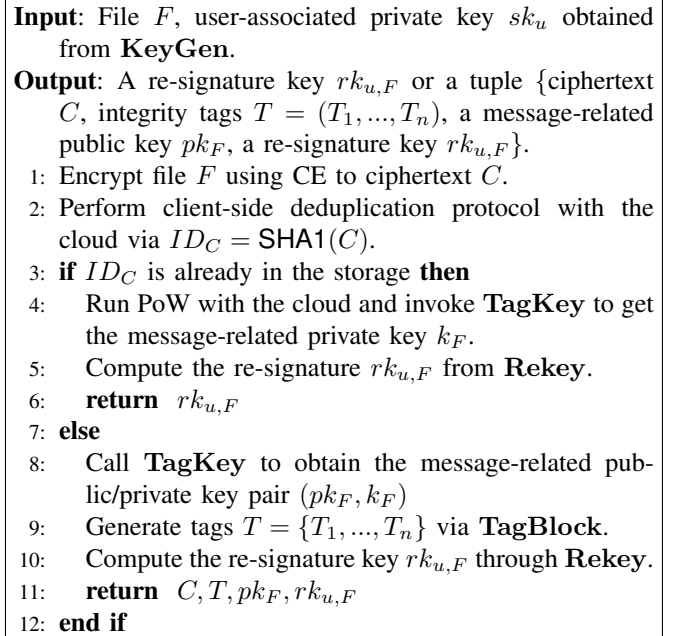 Input: File F, user-associated private key sk_u obtained
from KeyGen.
Output: A re-signature key rk_{u,F} or a tuple {ciphertext
C, integrity tags T = (T_1, ..., T_n), a message-related
public key pk_F, a re-signature key rk_{u,F}}.
1: Encrypt file F using CE to ciphertext C.
2: Perform client-side deduplication protocol with the
cloud via ID_C = SHA1(C).
3: if ID_C is already in the storage then
4: Run PoW with the cloud and invoke TagKey to get
the message-related private key k_F.
5: Compute the re-signature rk_{u,F} from Rekey.
6: return rk_{u,F}
7: else
8: Call TagKey to obtain the message-related pub-
lic/private key pair (pk_F, k_F)
9: Generate tags T = {T_1, ..., T_n} via TagBlock.
10: Compute the re-signature key rk_{u,F} through Rekey.
11: return C, T, pk_F, rk_{u,F}
12: end if